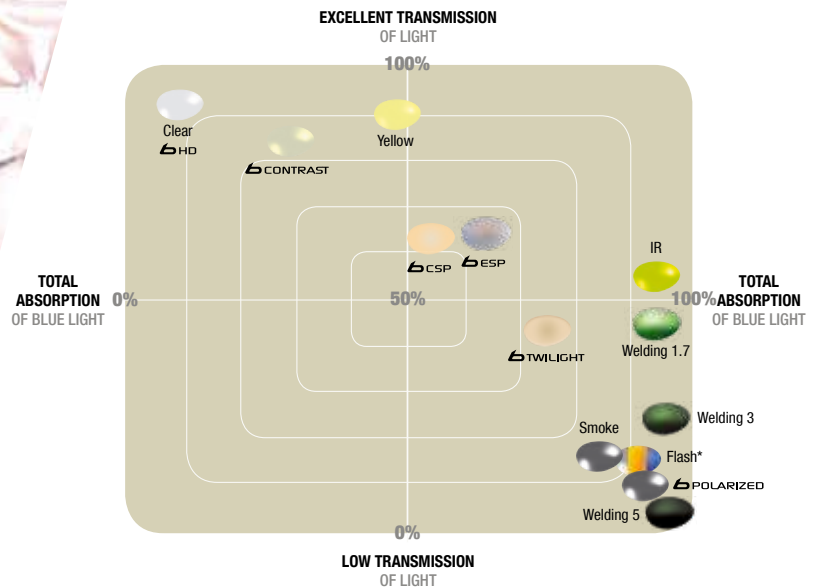 EXCELLENT TRANSMISSION
OF LIGHT
100%
Clear
b HD
b CONTRAST
Yellow
b CSP
b ESP
IR
TOTAL
ABSORPTION
OF BLUE LIGHT
0%
50%
100%
TOTAL
ABSORPTION
OF BLUE LIGHT
b TWILIGHT
Welding 1.7
Welding 3
Smoke
Flash*
b POLARIZED
Welding 5
0%
LOW TRANSMISSION
OF LIGHT